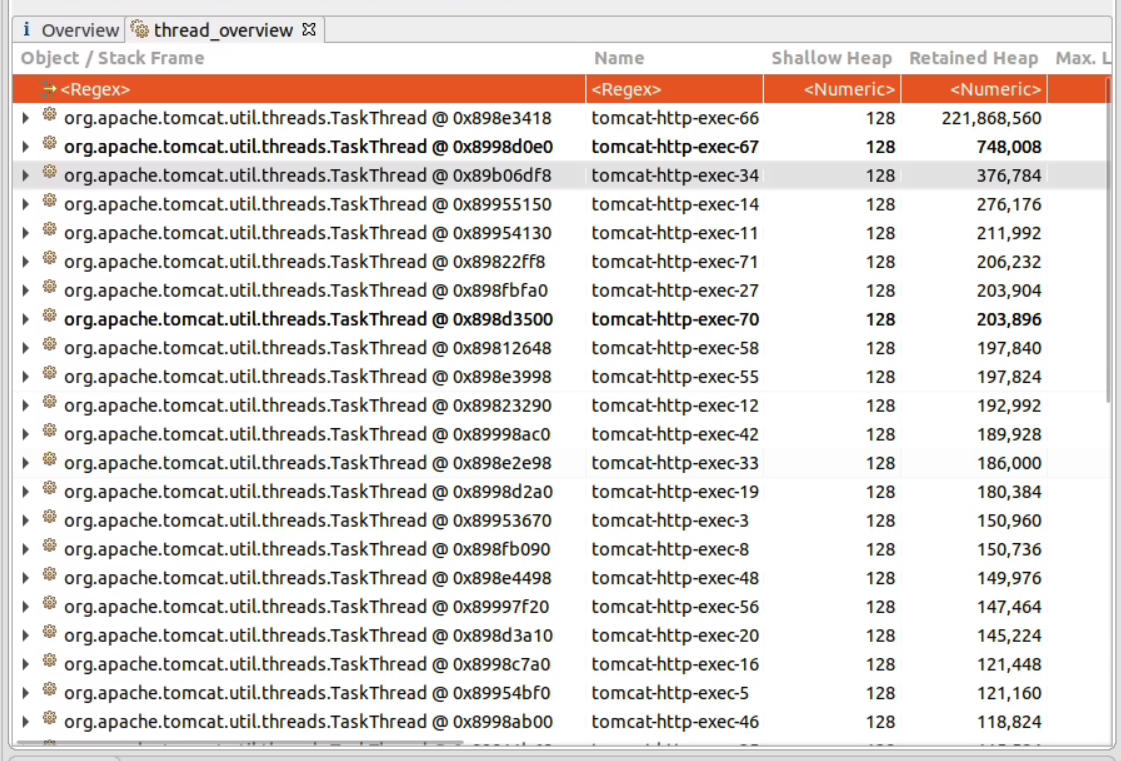 i Overview thread_overview
Object / Stack Frame Name Shallow Heap Retained Heap Max. L
<Regex> <Regex> <Numeric> <Numeric>
org.apache.tomcat.util.threads.TaskThread @ 0x898e3418 tomcat-http-exec-66 128 221,868,560
org.apache.tomcat.util.threads.TaskThread @ 0x8998d0e0 tomcat-http-exec-67 128 748,008
org.apache.tomcat.util.threads.TaskThread @ 0x89b06df8 tomcat-http-exec-34 128 376,784
org.apache.tomcat.util.threads.TaskThread @ 0x89955150 tomcat-http-exec-14 128 276,176
org.apache.tomcat.util.threads.TaskThread @ 0x89954130 tomcat-http-exec-11 128 211,992
org.apache.tomcat.util.threads.TaskThread @ 0x89822ff8 tomcat-http-exec-71 128 206,232
org.apache.tomcat.util.threads.TaskThread @ 0x898fbfa0 tomcat-http-exec-27 128 203,904
org.apache.tomcat.util.threads.TaskThread @ 0x898d3500 tomcat-http-exec-70 128 203,896
org.apache.tomcat.util.threads.TaskThread @ 0x89812648 tomcat-http-exec-58 128 197,840
org.apache.tomcat.util.threads.TaskThread @ 0x898e3998 tomcat-http-exec-55 128 197,824
org.apache.tomcat.util.threads.TaskThread @ 0x89823290 tomcat-http-exec-12 128 192,992
org.apache.tomcat.util.threads.TaskThread @ 0x89998ac0 tomcat-http-exec-42 128 189,928
org.apache.tomcat.util.threads.TaskThread @ 0x898e2e98 tomcat-http-exec-33 128 186,000
org.apache.tomcat.util.threads.TaskThread @ 0x8998d2a0 tomcat-http-exec-19 128 180,384
org.apache.tomcat.util.threads.TaskThread @ 0x89953670 tomcat-http-exec-3 128 150,960
org.apache.tomcat.util.threads.TaskThread @ 0x898fb090 tomcat-http-exec-8 128 150,736
org.apache.tomcat.util.threads.TaskThread @ 0x898e4498 tomcat-http-exec-48 128 149,976
org.apache.tomcat.util.threads.TaskThread @ 0x89997f20 tomcat-http-exec-56 128 147,464
org.apache.tomcat.util.threads.TaskThread @ 0x898d3a10 tomcat-http-exec-20 128 145,224
org.apache.tomcat.util.threads.TaskThread @ 0x8998c7a0 tomcat-http-exec-16 128 121,448
org.apache.tomcat.util.threads.TaskThread @ 0x89954bf0 tomcat-http-exec-5 128 121,160
org.apache.tomcat.util.threads.TaskThread @ 0x8998ab00 tomcat-http-exec-46 128 118,824